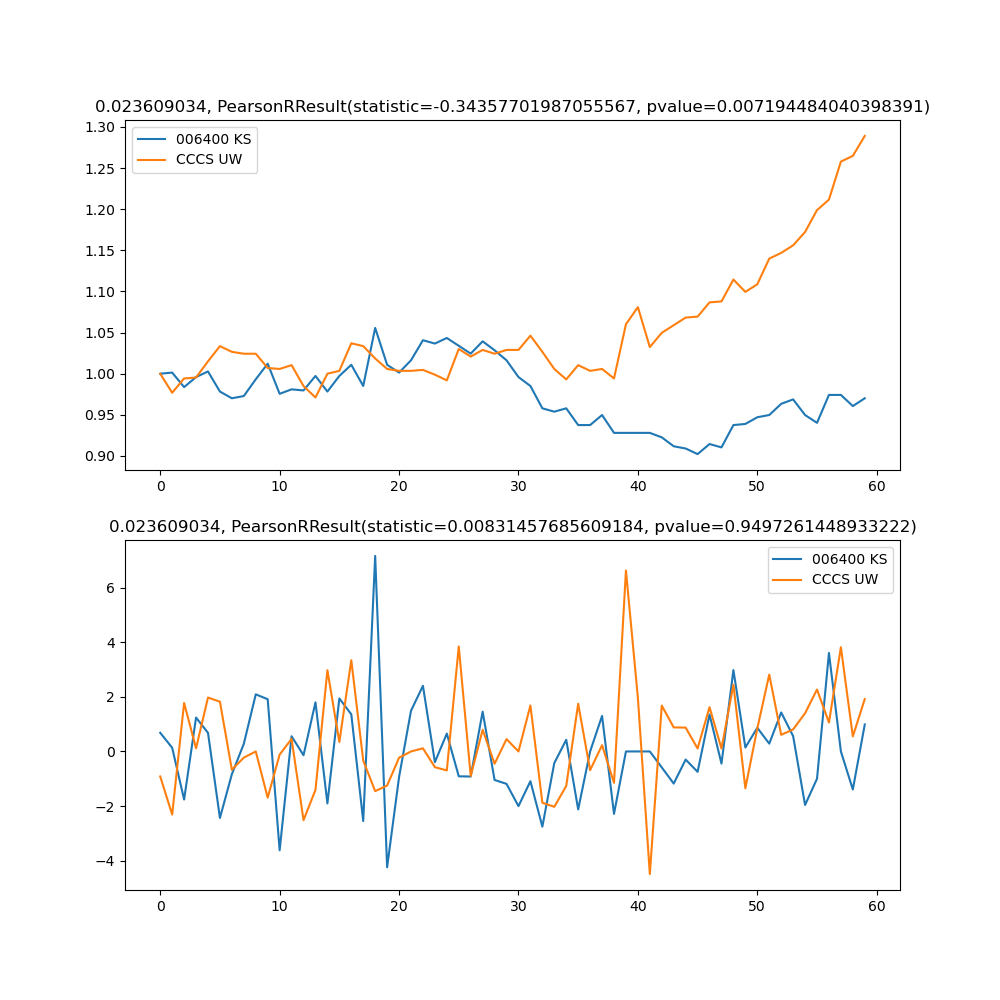 0.023609034, PearsonRResult(statistic=-0.34357701987055567, pvalue=0.007194484040398391)
1.30
1.25
1.20
1.15
1.10
1.05
1.00
0.95
0.90
006400 KS
CCCS UW
0 10 20 30 40 50 60
0.023609034, PearsonRResult(statistic=0.00831457685609184, pvalue=0.9497261448933222)
6
4
2
0
−2
−4
006400 KS
CCCS UW
0 10 20 30 40 50 60